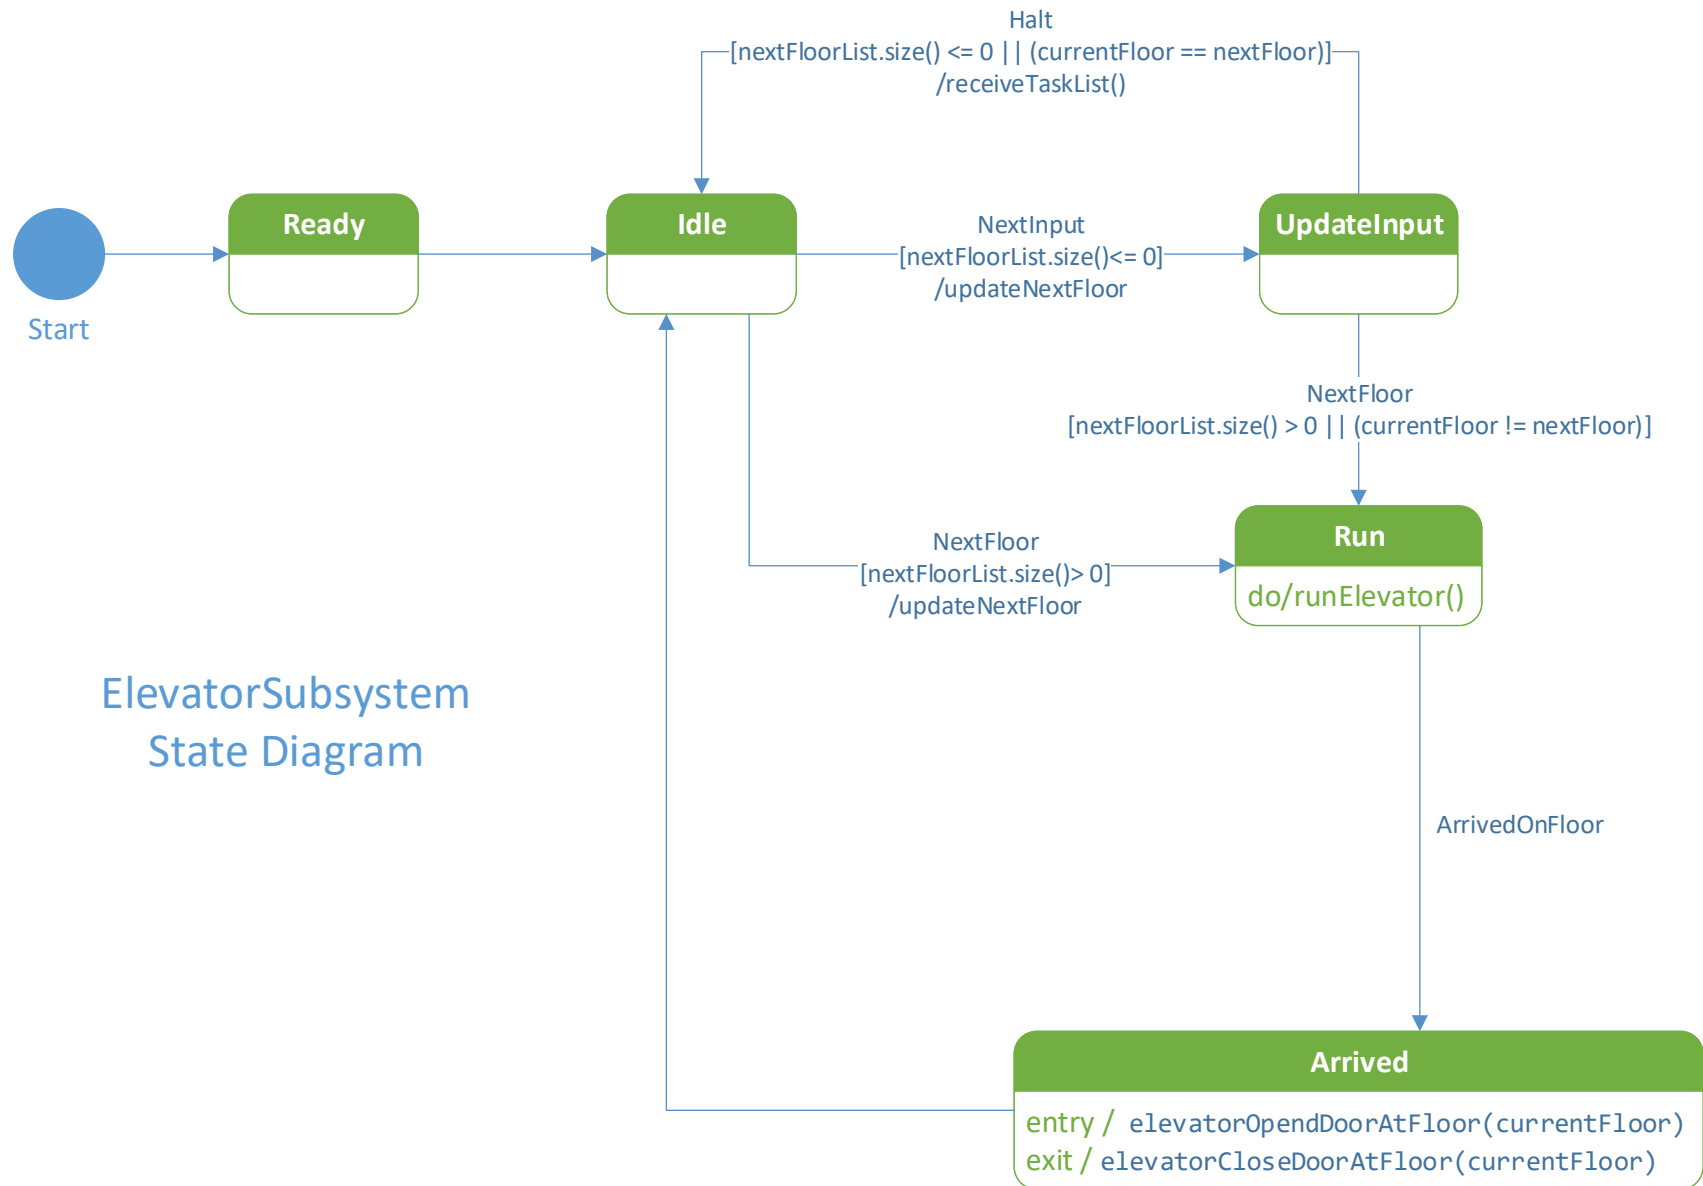 Halt
[nextFloorList.size() <= 0 || (currentFloor == nextFloor)]
/receiveTaskList()
Ready
Idle
NextInput
[nextFloorList.size()<= 0]
/updateNextFloor
UpdateInput
Start
NextFloor
[nextFloorList.size() > 0 || (currentFloor != nextFloor)]
NextFloor
[nextFloorList.size()> 0]
/updateNextFloor
Run
do/runElevator()
ElevatorSubsystem
State Diagram
ArrivedOnFloor
Arrived
entry / elevatorOpendDoorAtFloor(currentFloor)
exit / elevatorCloseDoorAtFloor(currentFloor)